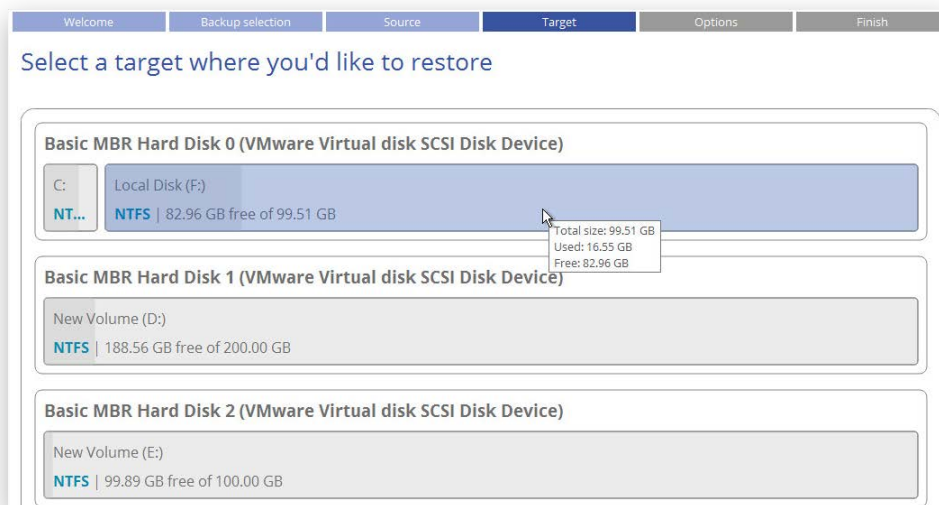 Welcome Backup selection Source Target Options Finish
Select a target where you'd like to restore
Basic MBR Hard Disk 0 (VMware Virtual disk SCSI Disk Device)
C: Local Disk (F:)
NT... NTFS | 82.96 GB free of 99.51 GB
Total size: 99.51 GB
Used: 16.55 GB
Free: 82.96 GB
Basic MBR Hard Disk 1 (VMware Virtual disk SCSI Disk Device)
New Volume (D:)
NTFS | 188.56 GB free of 200.00 GB
Basic MBR Hard Disk 2 (VMware Virtual disk SCSI Disk Device)
New Volume (E:)
NTFS | 99.89 GB free of 100.00 GB